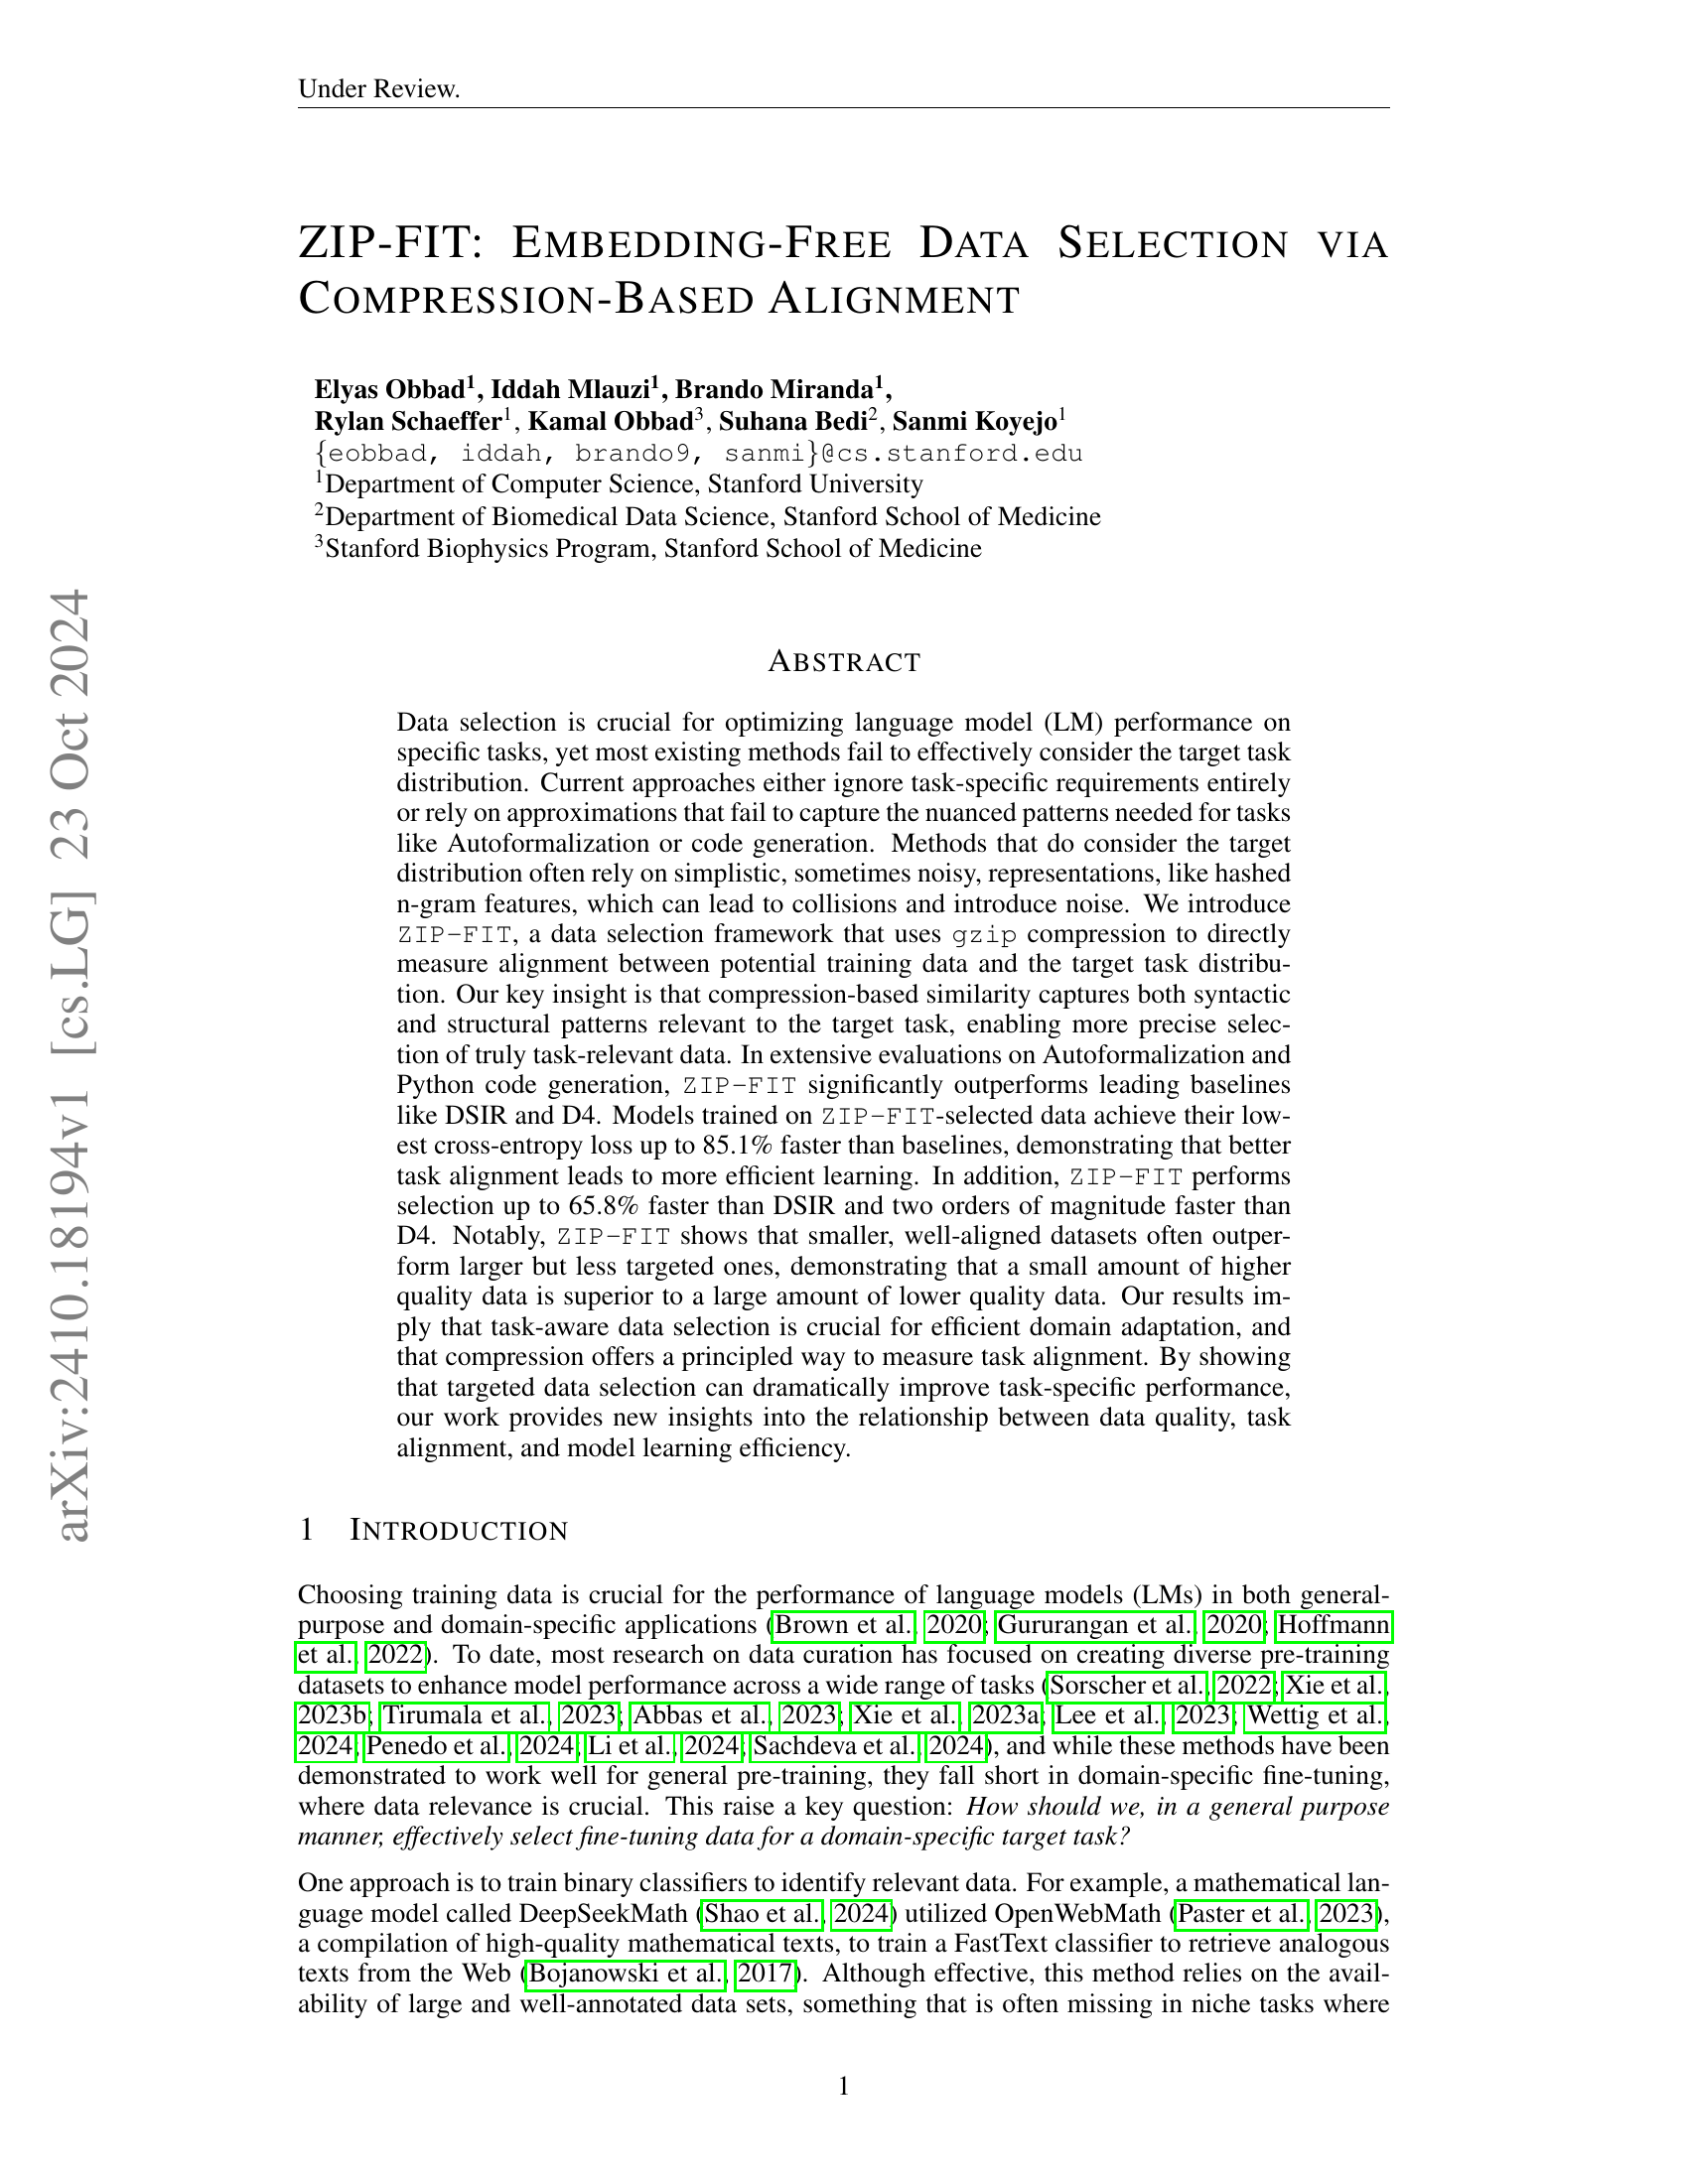 Under Review.
ZIP-FIT: EMBEDDING-FREE DATA SELECTION VIA
COMPRESSION-BASED ALIGNMENT
Elyas Obbad¹, Iddah Mlauzi¹, Brando Miranda¹,
Rylan Schaeffer¹, Kamal Obbad³, Suhana Bedi², Sanmi Koyejo¹
{eobbad, iddah, brando9, sanmi}@cs.stanford.edu
¹Department of Computer Science, Stanford University
²Department of Biomedical Data Science, Stanford School of Medicine
³Stanford Biophysics Program, Stanford School of Medicine
arXiv:2410.18194v1 [cs.LG] 23 Oct 2024
ABSTRACT
Data selection is crucial for optimizing language model (LM) performance on
specific tasks, yet most existing methods fail to effectively consider the target task
distribution. Current approaches either ignore task-specific requirements entirely
or rely on approximations that fail to capture the nuanced patterns needed for tasks
like Autoformalization or code generation. Methods that do consider the target
distribution often rely on simplistic, sometimes noisy, representations, like hashed
n-gram features, which can lead to collisions and introduce noise. We introduce
ZIP-FIT, a data selection framework that uses gzip compression to directly
measure alignment between potential training data and the target task distribu-
tion. Our key insight is that compression-based similarity captures both syntactic
and structural patterns relevant to the target task, enabling more precise selec-
tion of truly task-relevant data. In extensive evaluations on Autoformalization and
Python code generation, ZIP-FIT significantly outperforms leading baselines
like DSIR and D4. Models trained on ZIP-FIT-selected data achieve their low-
est cross-entropy loss up to 85.1% faster than baselines, demonstrating that better
task alignment leads to more efficient learning. In addition, ZIP-FIT performs
selection up to 65.8% faster than DSIR and two orders of magnitude faster than
D4. Notably, ZIP-FIT shows that smaller, well-aligned datasets often outper-
form larger but less targeted ones, demonstrating that a small amount of higher
quality data is superior to a large amount of lower quality data. Our results im-
ply that task-aware data selection is crucial for efficient domain adaptation, and
that compression offers a principled way to measure task alignment. By showing
that targeted data selection can dramatically improve task-specific performance,
our work provides new insights into the relationship between data quality, task
alignment, and model learning efficiency.
1 INTRODUCTION
Choosing training data is crucial for the performance of language models (LMs) in both general-
purpose and domain-specific applications (Brown et al., 2020; Gururangan et al., 2020; Hoffmann
et al., 2022). To date, most research on data curation has focused on creating diverse pre-training
datasets to enhance model performance across a wide range of tasks (Sorscher et al., 2022; Xie et al.,
2023b; Tirumala et al., 2023; Abbas et al., 2023; Xie et al., 2023a; Lee et al., 2023; Wettig et al.,
2024; Penedo et al., 2024; Li et al., 2024; Sachdeva et al., 2024), and while these methods have been
demonstrated to work well for general pre-training, they fall short in domain-specific fine-tuning,
where data relevance is crucial. This raise a key question: How should we, in a general purpose
manner, effectively select fine-tuning data for a domain-specific target task?
One approach is to train binary classifiers to identify relevant data. For example, a mathematical lan-
guage model called DeepSeekMath (Shao et al., 2024) utilized OpenWebMath (Paster et al., 2023),
a compilation of high-quality mathematical texts, to train a FastText classifier to retrieve analogous
texts from the Web (Bojanowski et al., 2017). Although effective, this method relies on the avail-
ability of large and well-annotated data sets, something that is often missing in niche tasks where
1